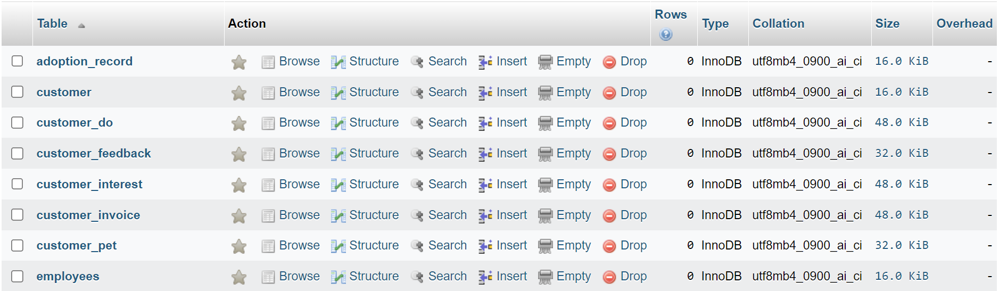 Table Action Rows Type Collation Size Overhead
adoption_record Browse Structure Search Insert Empty Drop 0 InnoDB utf8mb4_0900_ai_ci 16.0 KiB -
customer Browse Structure Search Insert Empty Drop 0 InnoDB utf8mb4_0900_ai_ci 16.0 KiB -
customer_do Browse Structure Search Insert Empty Drop 0 InnoDB utf8mb4_0900_ai_ci 48.0 KiB -
customer_feedback Browse Structure Search Insert Empty Drop 0 InnoDB utf8mb4_0900_ai_ci 32.0 KiB -
customer_interest Browse Structure Search Insert Empty Drop 0 InnoDB utf8mb4_0900_ai_ci 48.0 KiB -
customer_invoice Browse Structure Search Insert Empty Drop 0 InnoDB utf8mb4_0900_ai_ci 48.0 KiB -
customer_pet Browse Structure Search Insert Empty Drop 0 InnoDB utf8mb4_0900_ai_ci 32.0 KiB -
employees Browse Structure Search Insert Empty Drop 0 InnoDB utf8mb4_0900_ai_ci 16.0 KiB -